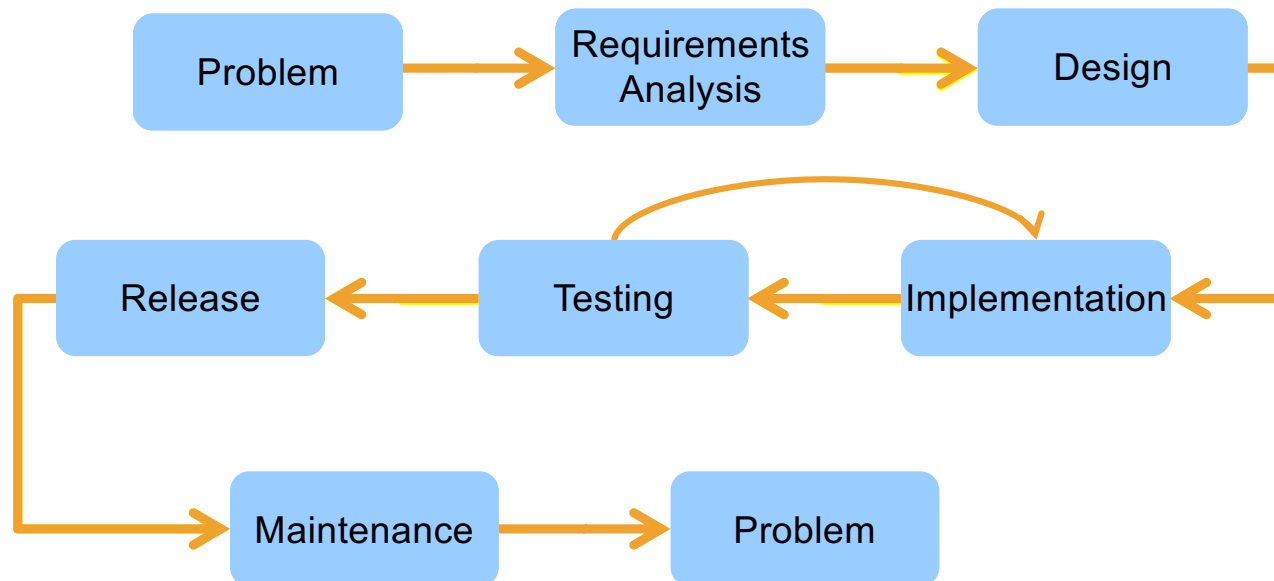 Problem
Requirements
Analysis
Design
Release
Testing
Implementation
Maintenance
Problem